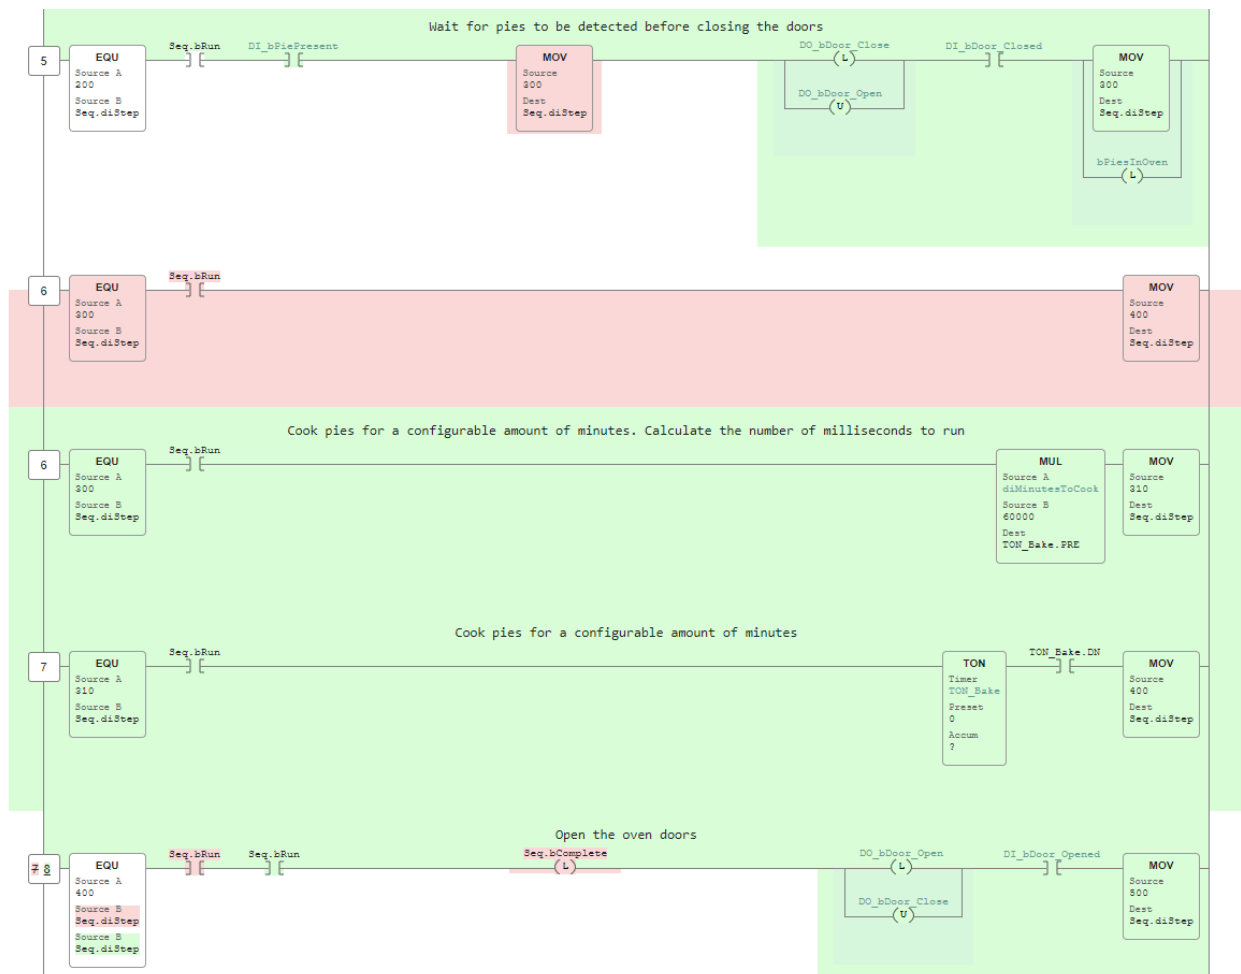 Wait for pies to be detected before closing the doors
5
EQU
Source A
200
Source B
Seq.diStep
Seq.bRun
DI_bPiePresent
MOV
Source
300
Dest
Seq.diStep
DO_bDoor_Close
L
DO_bDoor_Open
U
DI_bDoor_Closed
MOV
Source
300
Dest
Seq.diStep
bPiesInOven
L
6
EQU
Source A
300
Source B
Seq.diStep
Seq.bRun
MOV
Source
400
Dest
Seq.diStep
Cook pies for a configurable amount of minutes. Calculate the number of milliseconds to run
6
EQU
Source A
300
Source B
Seq.diStep
Seq.bRun
MUL
Source A
diMinutesToCook
Source B
60000
Dest
TON_Bake.PRE
MOV
Source
310
Dest
Seq.diStep
Cook pies for a configurable amount of minutes
7
EQU
Source A
310
Source B
Seq.diStep
Seq.bRun
TON
Timer
TON_Bake
Preset
0
Accum
?
TON_Bake.DN
MOV
Source
400
Dest
Seq.diStep
Open the oven doors
7 8
EQU
Source A
400
Source B
Seq.diStep
Source B
Seq.diStep
Seq.bRun
Seq.bRun
Seq.bComplete
L
DO_bDoor_Open
L
DO_bDoor_Close
U
DI_bDoor_Opened
MOV
Source
500
Dest
Seq.diStep